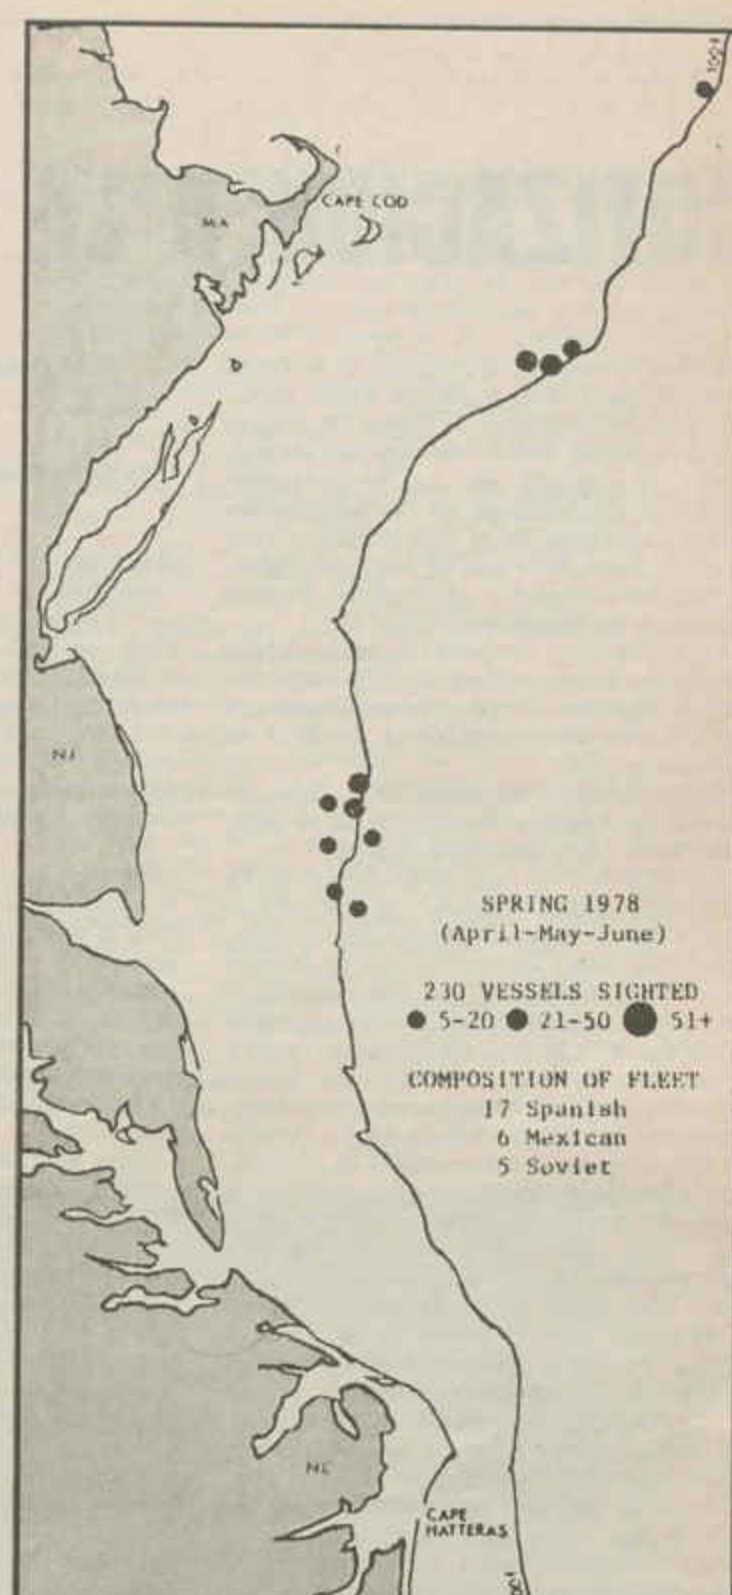 CAPE COD
MA
NJ
SPRING 1978
(April-May-June)
230 VESSELS SIGHTED
5-20 21-50 51+
COMPOSITION OF FLEET
17 Spanish
6 Mexican
5 Soviet
NC
CAPE
HATTERAS